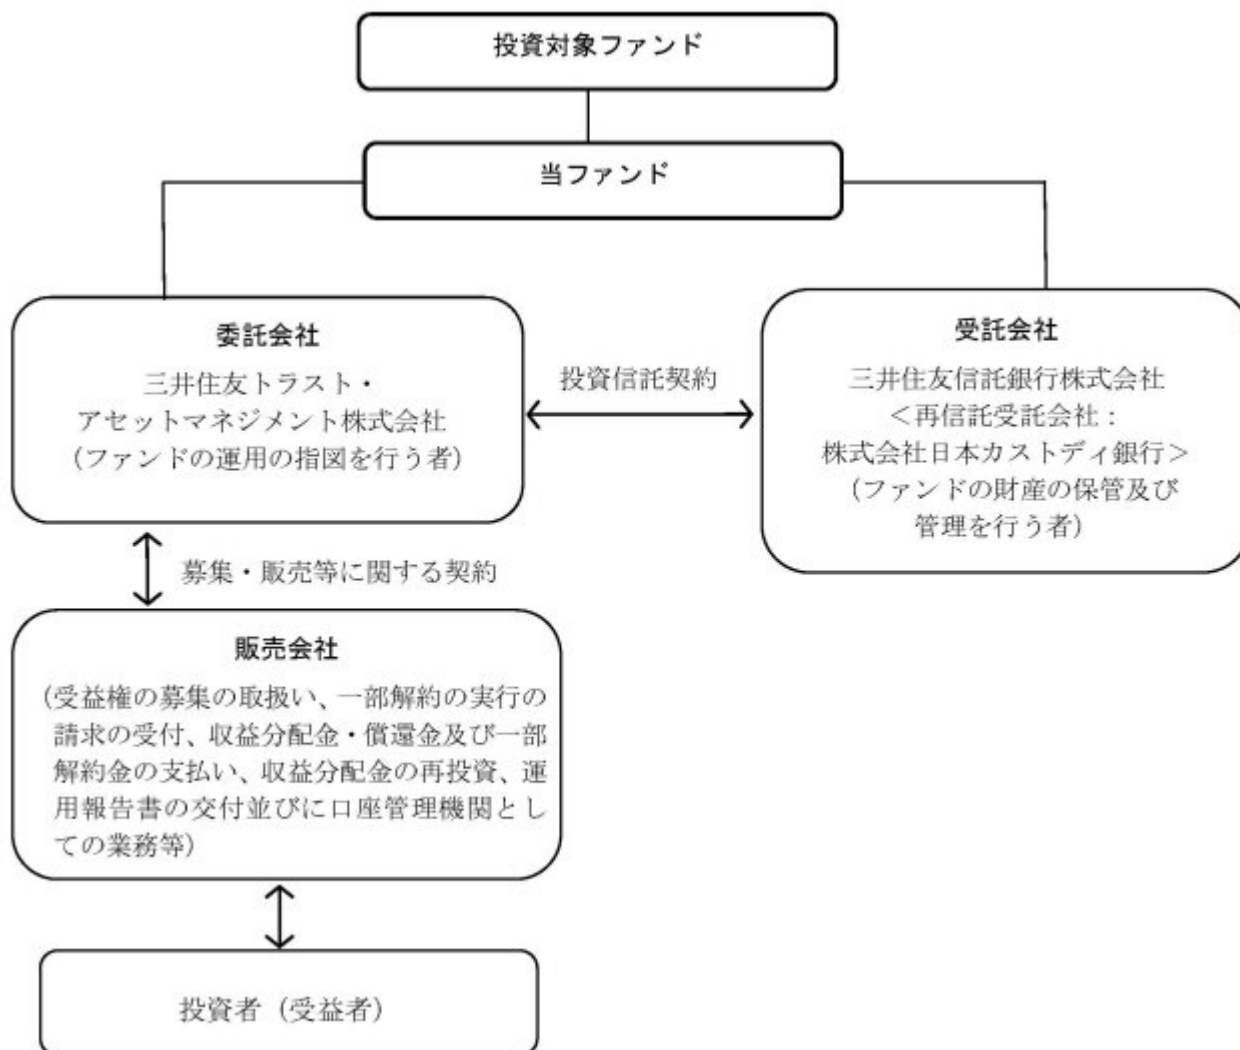 投資対象ファンド
当ファンド
委託会社
三井住友トラスト・
アセットマネジメント株式会社
（ファンドの運用の指図を行う者）
投資信託契約
受託会社
三井住友信託銀行株式会社
＜再信託受託会社：
株式会社日本カストディ銀行＞
（ファンドの財産の保管及び
管理を行う者）
募集・販売等に関する契約
販売会社
（受益権の募集の取扱い、一部解約の実行の
請求の受付、収益分配金・償還金及び一部
解約金の支払い、収益分配金の再投資、運
用報告書の交付並びに口座管理機関とし
ての業務等）
投資者（受益者）